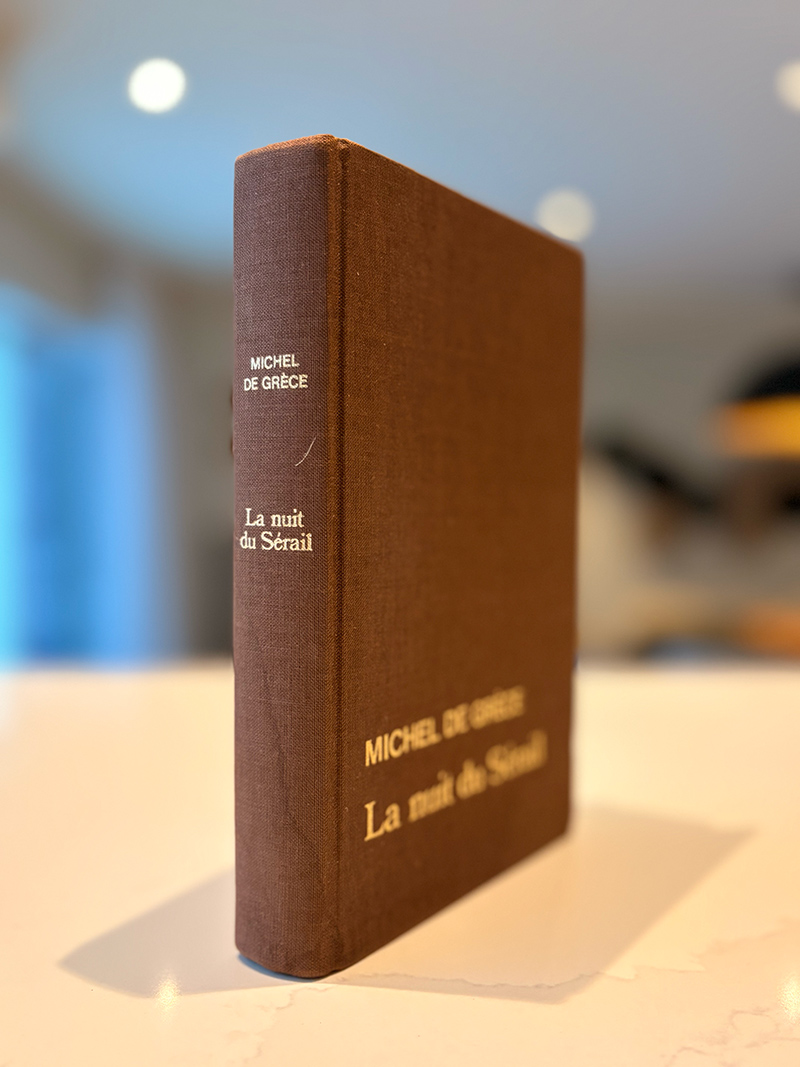 MICHEL
DE GRÈCE
La nuit
du Sérail
MICHEL DE GRÈCE
La nuit du Sérail